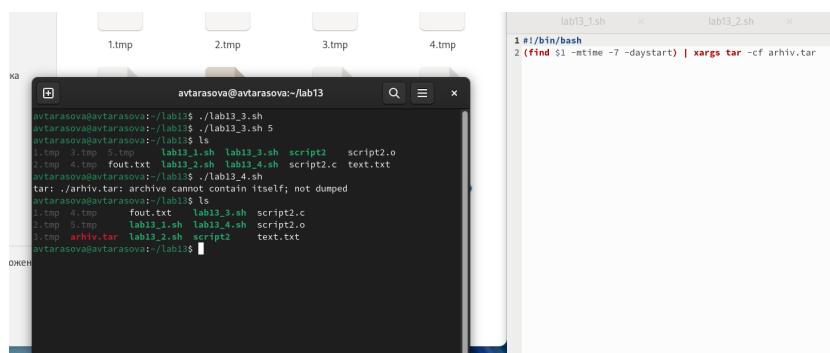 lab13_1.sh × lab13_2.sh ×
1.tmp 2.tmp 3.tmp 4.tmp
1 #!/bin/bash
2 (find $1 -mtime -7 -daystart) | xargs tar -cf arhiv.tar
ка
avtarasova@avtarasova:~/lab13 ×
avtarasova@avtarasova:~/lab13$ ./lab13_3.sh
avtarasova@avtarasova:~/lab13$ ./lab13_3.sh 5
avtarasova@avtarasova:~/lab13$ ls
1.tmp 3.tmp 5.tmp lab13_1.sh lab13_3.sh script2 script2.o
2.tmp 4.tmp fout.txt lab13_2.sh lab13_4.sh script2.c text.txt
avtarasova@avtarasova:~/lab13$ ./lab13_4.sh
tar: ./arhiv.tar: archive cannot contain itself; not dumped
avtarasova@avtarasova:~/lab13$ ls
1.tmp 4.tmp fout.txt lab13_3.sh script2.c
2.tmp 5.tmp lab13_1.sh lab13_4.sh script2.o
3.tmp arhiv.tar lab13_2.sh script2 text.txt
avtarasova@avtarasova:~/lab13$
ожен